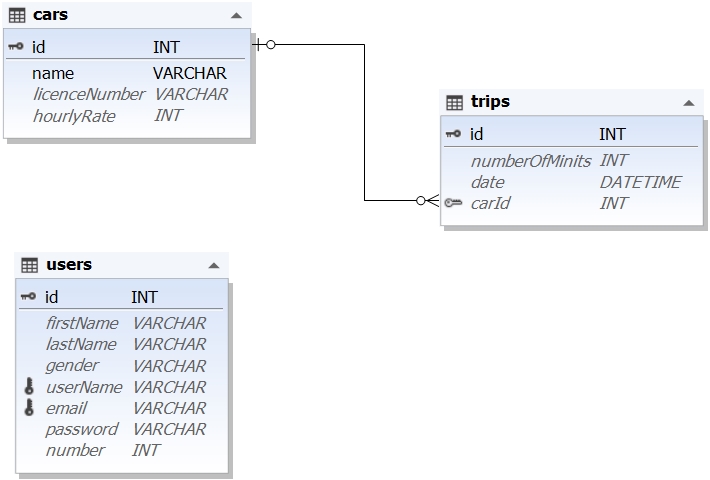 cars
id INT
name VARCHAR
licenceNumber VARCHAR
hourlyRate INT
trips
id INT
numberOfMinits INT
date DATETIME
carId INT
users
id INT
firstName VARCHAR
lastName VARCHAR
gender VARCHAR
userName VARCHAR
email VARCHAR
password VARCHAR
number INT